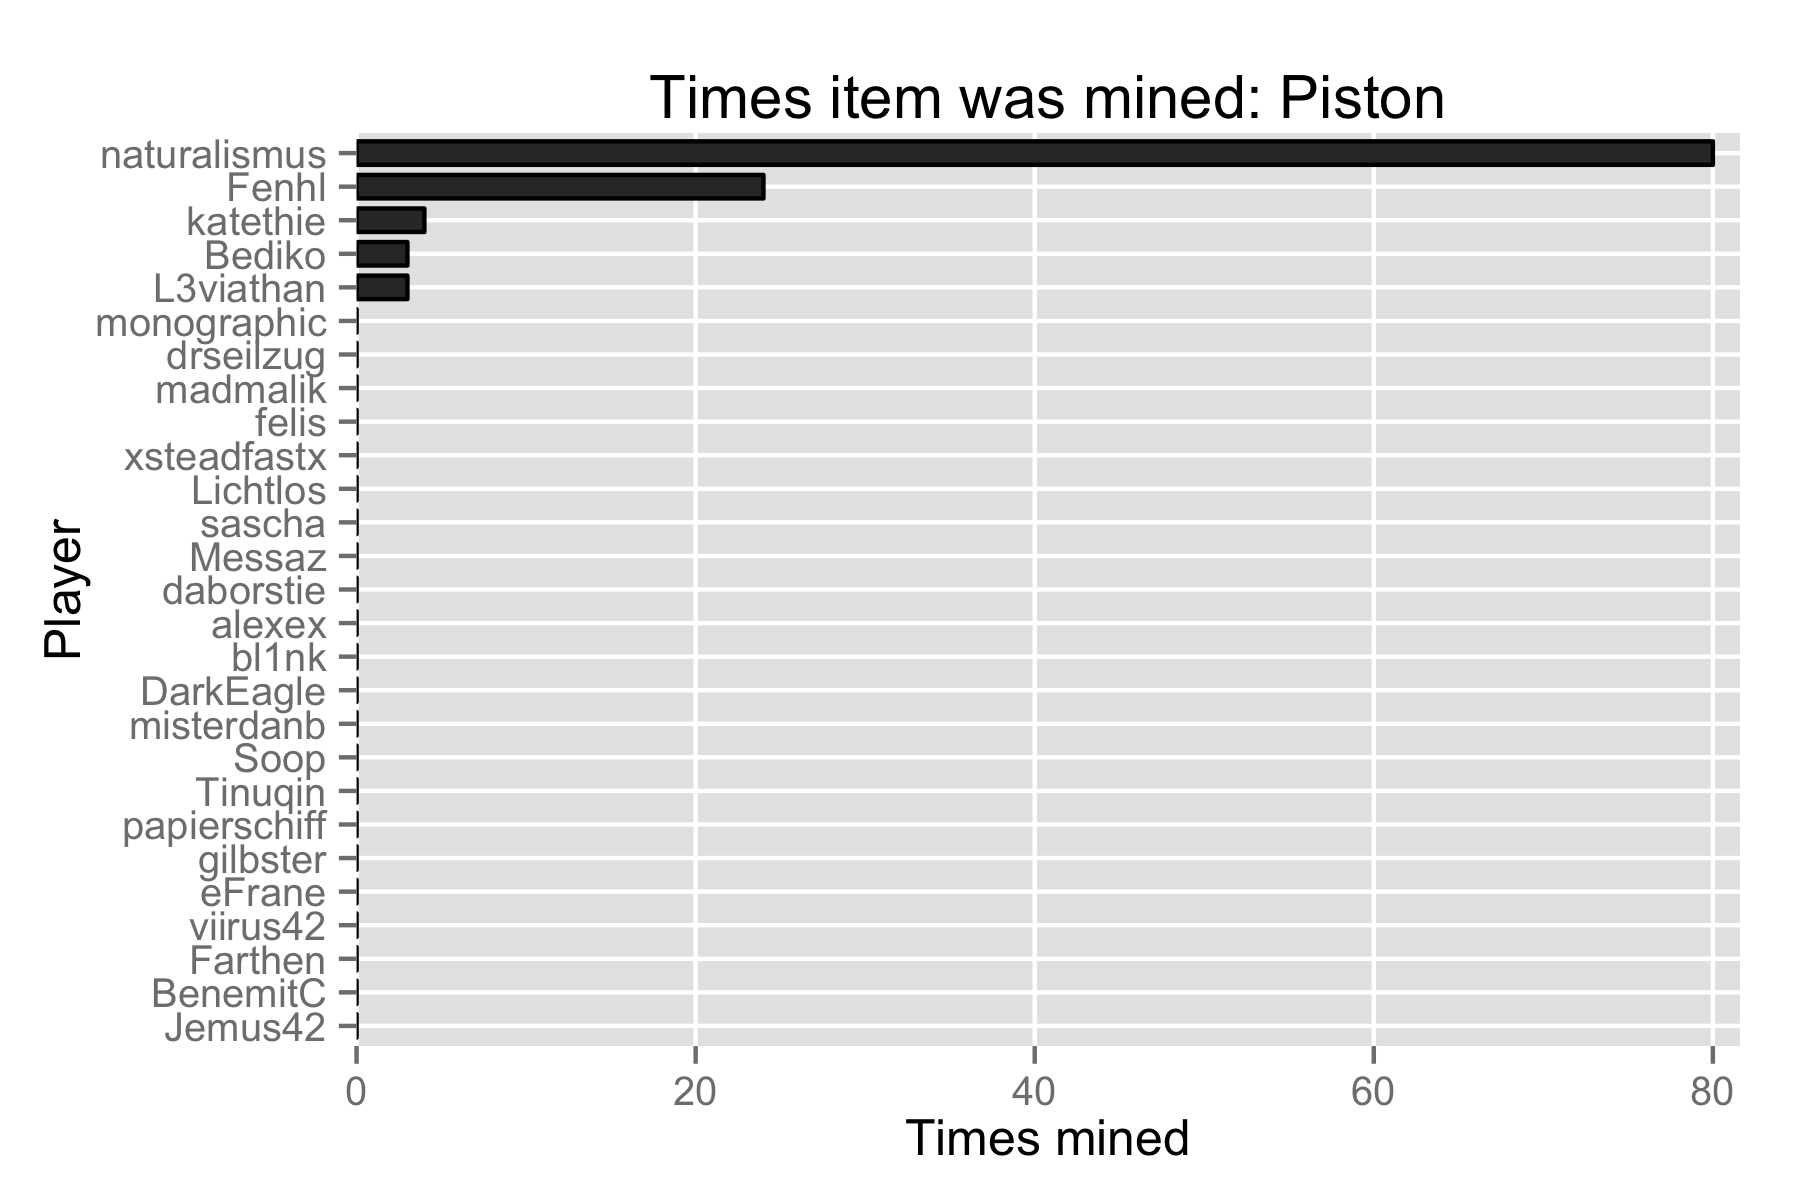 Times item was mined: Piston
naturalismus
Fenhl
katethie
Bediko
L3viathan
monographic
drseilzug
madmalik
felis
xsteadfastx
Lichtlos
sascha
Messaz
daborstie
alexex
bl1nk
DarkEagle
misterdanb
Soop
Tinuqin
papierschiff
gilbster
eFrane
viirus42
Farthen
BenemitC
Jemus42
Player
0 20 40 60 80
Times mined